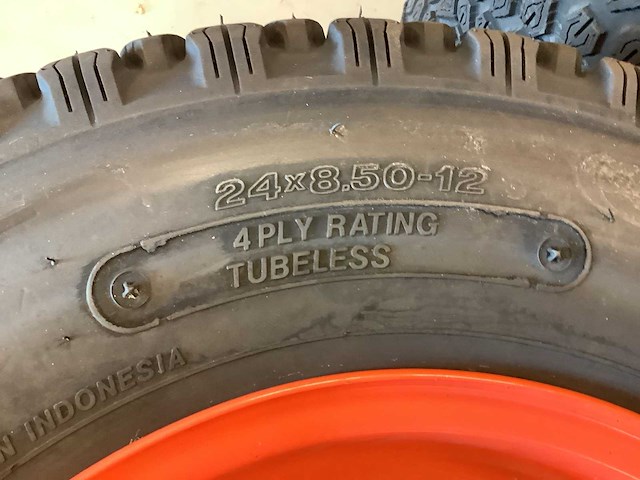 24x8.50-12
4 PLY RATING
TUBELESS
N INDONESIA